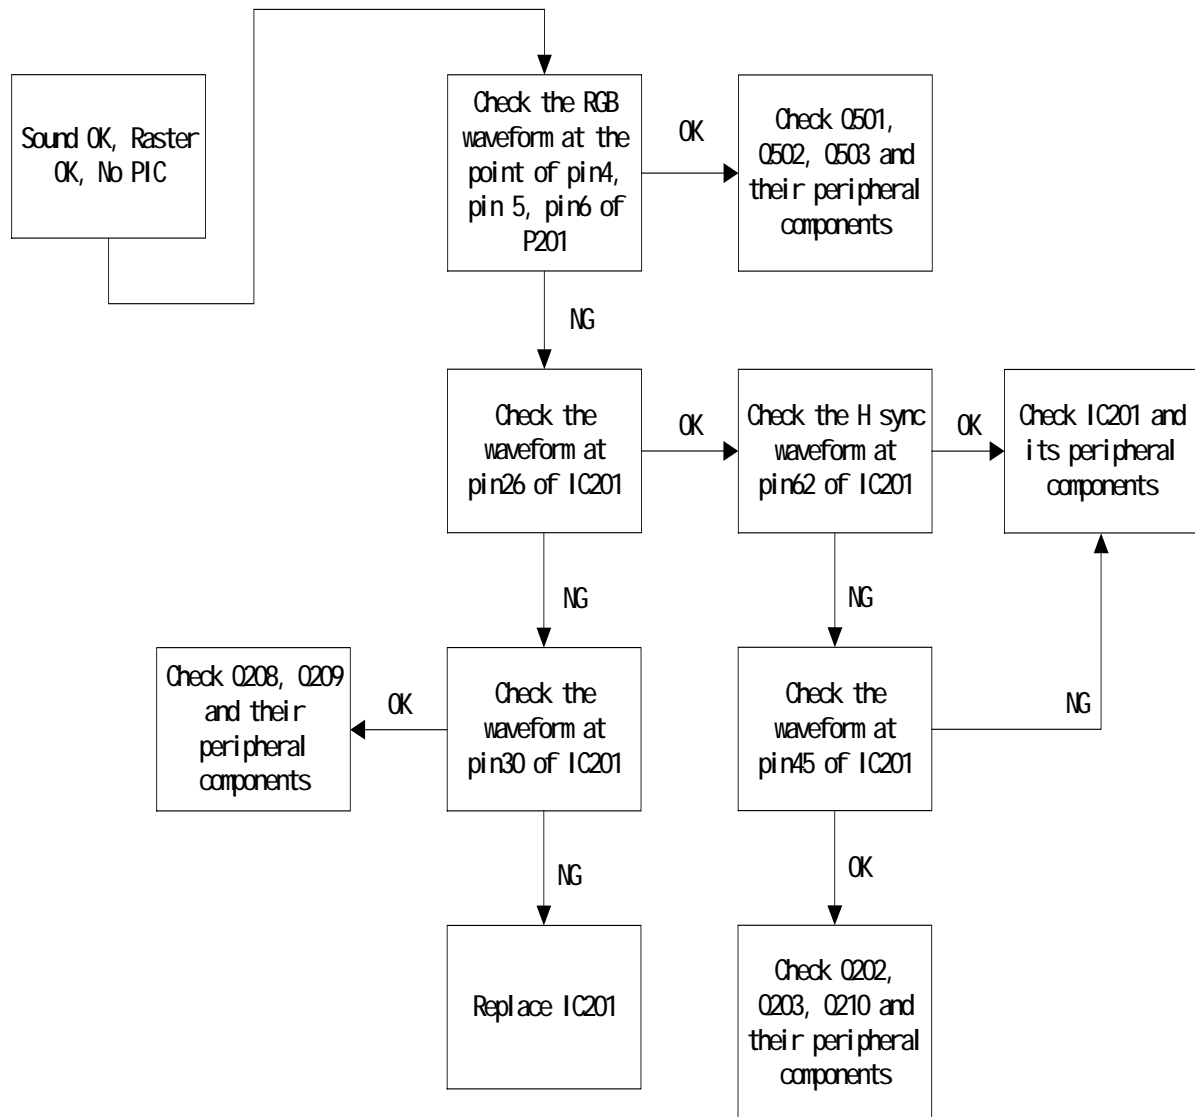 Sound OK, Raster
OK, No PIC
Check the RGB
waveform at the
point of pin4,
pin 5, pin6 of
P201
OK
Check Q501,
Q502, Q503 and
their peripheral
components
NG
Check the
waveform at
pin26 of IC201
OK
Check the H sync
waveform at
pin62 of IC201
OK
Check IC201 and
its peripheral
components
NG
NG
Check Q208, Q209
and their
peripheral
components
OK
Check the
waveform at
pin30 of IC201
Check the
waveform at
pin45 of IC201
NG
NG
OK
Replace IC201
Check Q202,
Q203, Q210 and
their peripheral
components